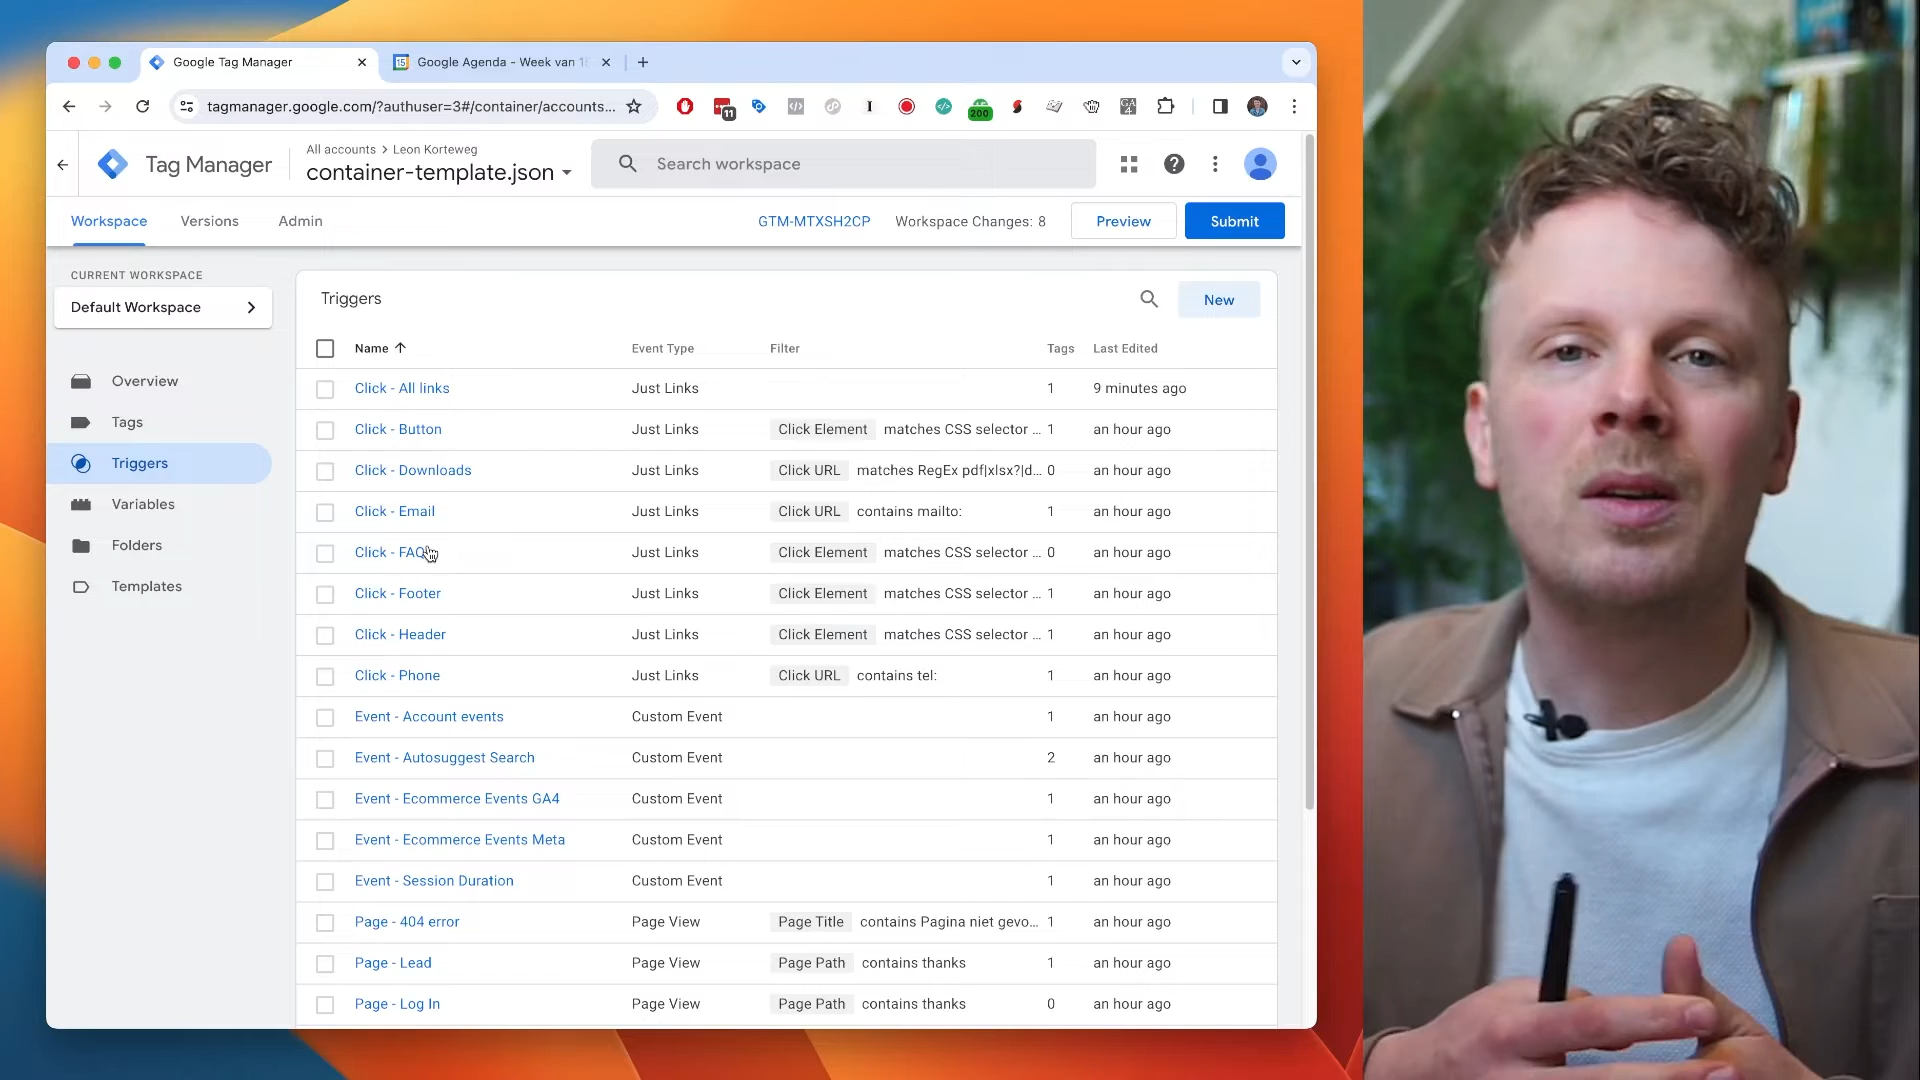 Google Tag Manager
15
Google Agenda - Week van 1
tagmanager.google.com/?authuser=3#/container/accounts...
11
200
GA4
Tag Manager
All accounts > Leon Korteweg
container-template.json
Search workspace
Workspace
Versions
Admin
GTM-MTXSH2CP
Workspace Changes: 8
Preview
Submit
CURRENT WORKSPACE
Default Workspace
Overview
Tags
Triggers
Variables
Folders
Templates
Triggers
New
Name Event Type Filter Tags Last Edited
Click - All links Just Links 1 9 minutes ago
Click - Button Just Links Click Element matches CSS selector ... 1 an hour ago
Click - Downloads Just Links Click URL matches RegEx pdf|xlsx?|d... 0 an hour ago
Click - Email Just Links Click URL contains mailto: 1 an hour ago
Click - FAQ Just Links Click Element matches CSS selector ... 0 an hour ago
Click - Footer Just Links Click Element matches CSS selector ... 1 an hour ago
Click - Header Just Links Click Element matches CSS selector ... 1 an hour ago
Click - Phone Just Links Click URL contains tel: 1 an hour ago
Event - Account events Custom Event 1 an hour ago
Event - Autosuggest Search Custom Event 2 an hour ago
Event - Ecommerce Events GA4 Custom Event 1 an hour ago
Event - Ecommerce Events Meta Custom Event 1 an hour ago
Event - Session Duration Custom Event 1 an hour ago
Page - 404 error Page View Page Title contains Pagina niet gevo... 1 an hour ago
Page - Lead Page View Page Path contains thanks 1 an hour ago
Page - Log In Page View Page Path contains thanks 0 an hour ago